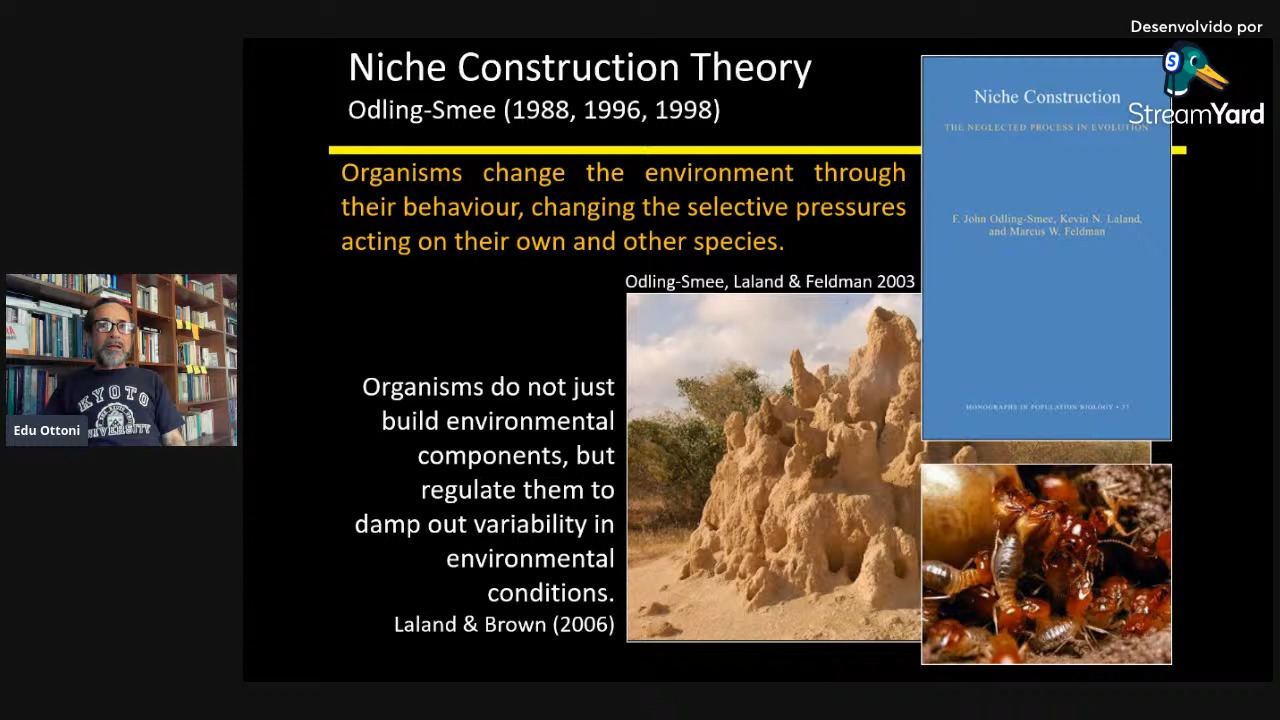 Desenvolvido por
StreamYard
Niche Construction Theory
Odling-Smee (1988, 1996, 1998)
Organisms change the environment through
their behaviour, changing the selective pressures
acting on their own and other species.
Odling-Smee, Laland & Feldman 2003
Organisms do not just
build environmental
components, but
regulate them to
damp out variability in
environmental
conditions.
Laland & Brown (2006)
Niche Construction
THE NEGLECTED PROCESS IN EVOLUTION
F. John Odling-Smee, Kevin N. Laland,
and Marcus W. Feldman
MONOGRAPHS IN POPULATION BIOLOGY • 37
KYOTO
UNIVERSITY
Edu Ottoni